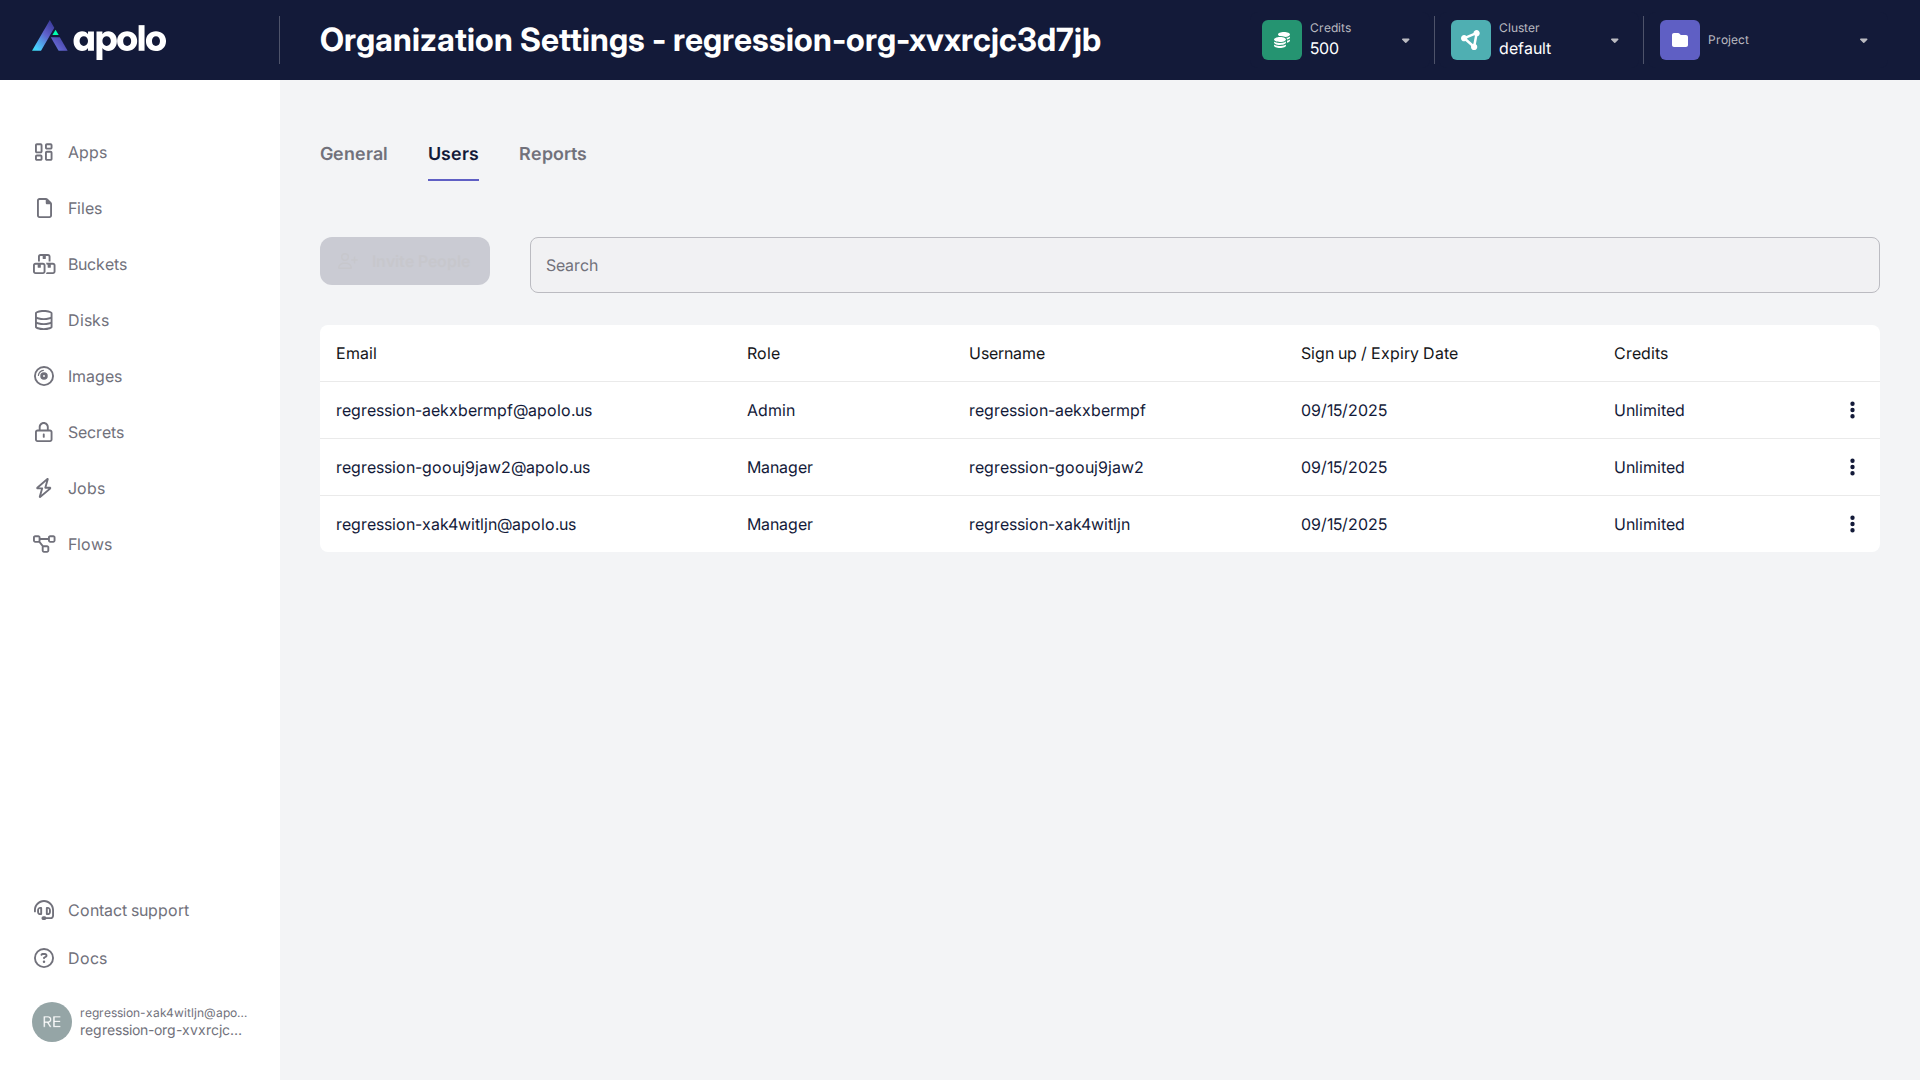 apolo
Organization Settings - regression-org-xvxrcjc3d7jb
Credits
500
Cluster
default
Project
Apps
Files
Buckets
Disks
Images
Secrets
Jobs
Flows
General
Users
Reports
Invite People
Search
Email Role Username Sign up / Expiry Date Credits
regression-aekxbermpf@apolo.us Admin regression-aekxbermpf 09/15/2025 Unlimited
regression-goouj9jaw2@apolo.us Manager regression-goouj9jaw2 09/15/2025 Unlimited
regression-xak4witljn@apolo.us Manager regression-xak4witljn 09/15/2025 Unlimited
Contact support
Docs
RE
regression-xak4witljn@apo...
regression-org-xvxrcjc...